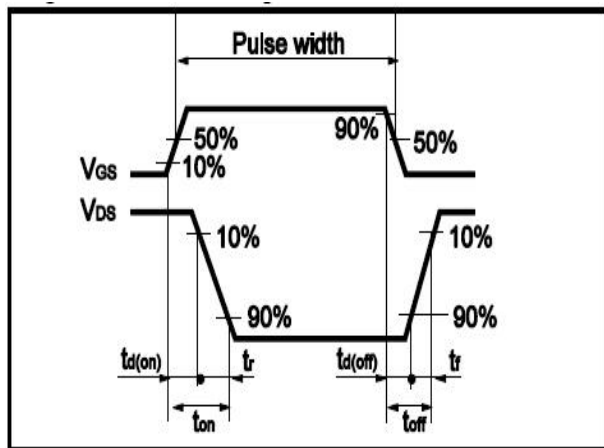 Pulse width
90%
50%
50%
10%
VGS
VDS
10%
10%
90%
90%
td(on)
tr
td(off)
tf
ton
toff